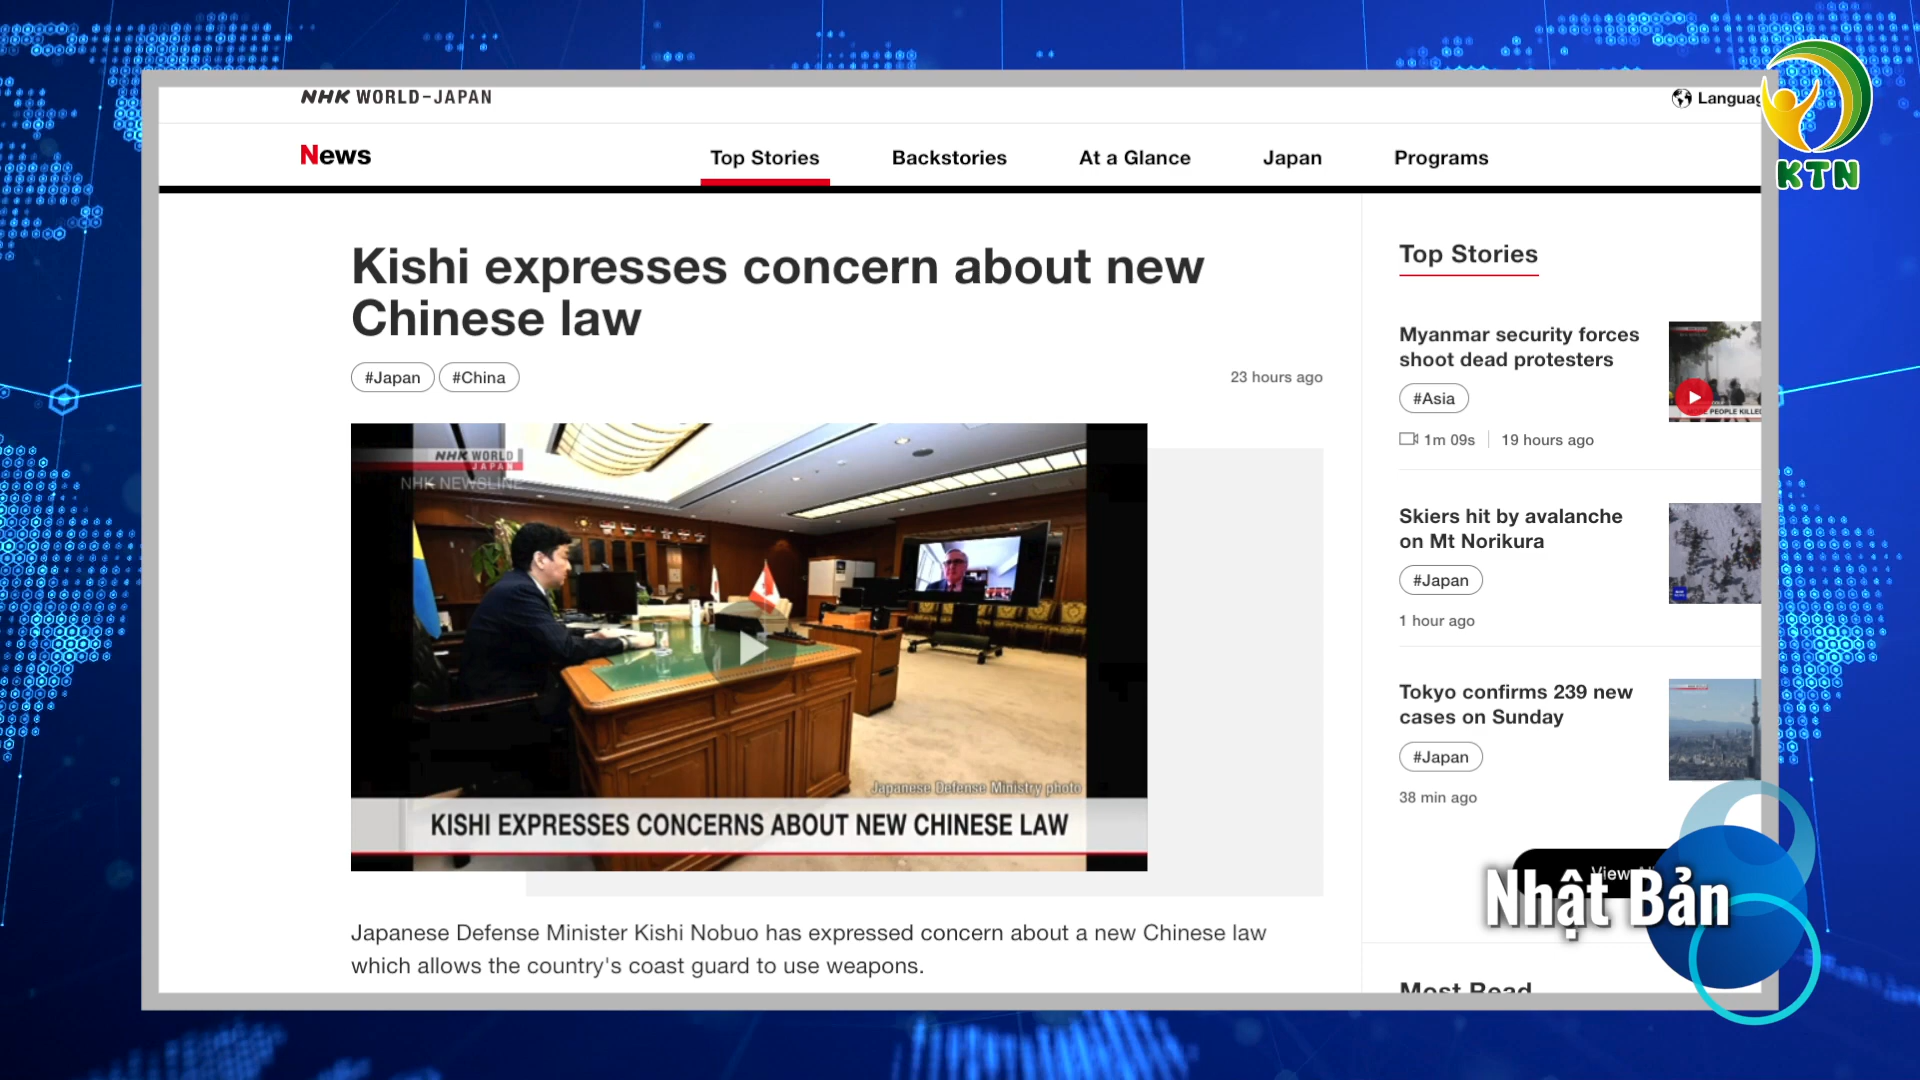 NHK WORLD-JAPAN
Languag
KTN
News
Top Stories
Backstories
At a Glance
Japan
Programs
Kishi expresses concern about new
Chinese law
#Japan
#China
23 hours ago
NHK WORLD
JAPAN
NHK NEWSLINE
Japanese Defense Ministry photo
KISHI EXPRESSES CONCERNS ABOUT NEW CHINESE LAW
Japanese Defense Minister Kishi Nobuo has expressed concern about a new Chinese law
which allows the country's coast guard to use weapons.
Top Stories
Myanmar security forces
shoot dead protesters
#Asia
1m 09s
19 hours ago
PEOPLE KILLED
Skiers hit by avalanche
on Mt Norikura
#Japan
1 hour ago
Tokyo confirms 239 new
cases on Sunday
#Japan
38 min ago
View
Nhật Bản
Most Read